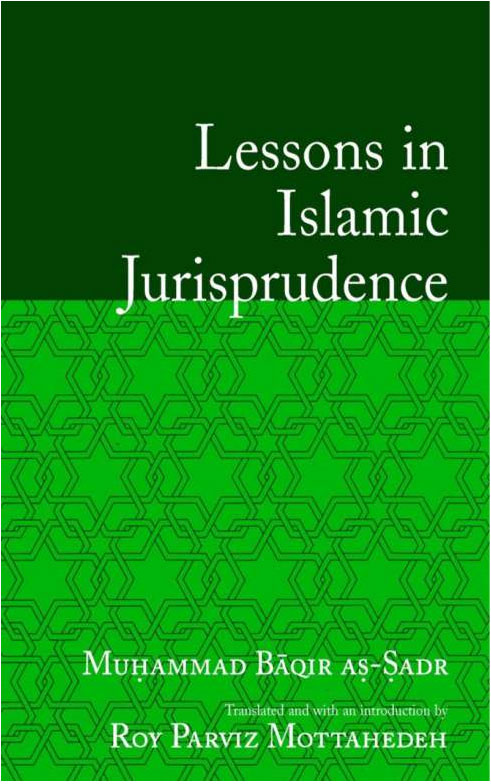 Lessons in
Islamic
Jurisprudence
Muḥammad Bāqir aṣ-Ṣadr
Translated and with an introduction by
Roy Parviz Mottahedeh